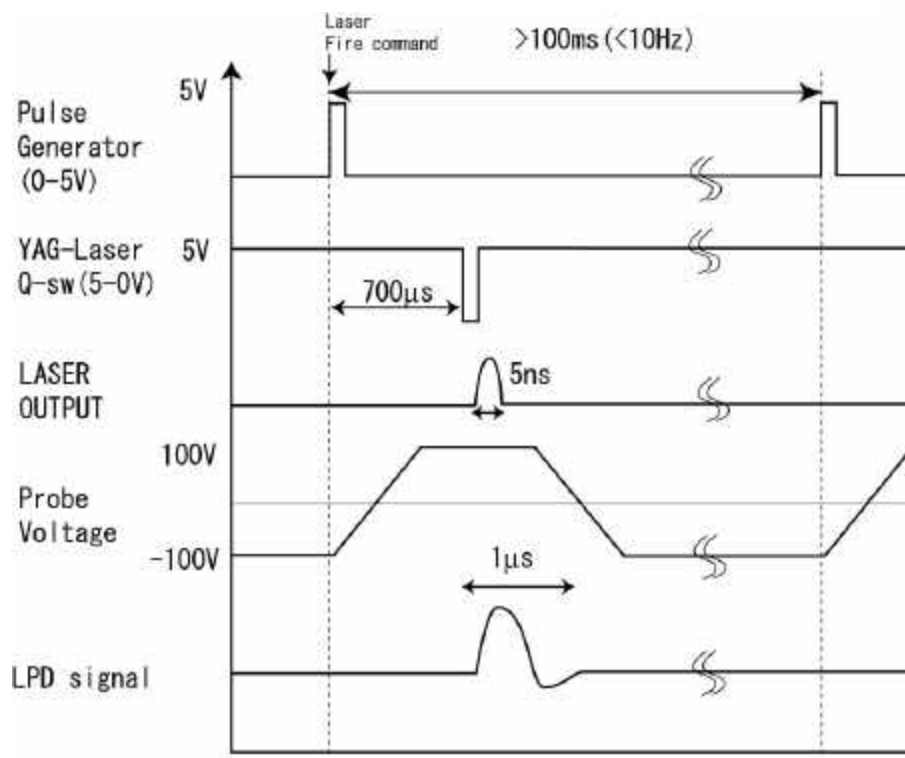 Laser
Fire command
>100ms(<10Hz)
5V
Pulse
Generator
(0-5V)
YAG-Laser
5V
Q-sw(5-0V)
700μs
LASER
OUTPUT
5ns
100V
Probe
Voltage
-100V
1μs
LPD signal